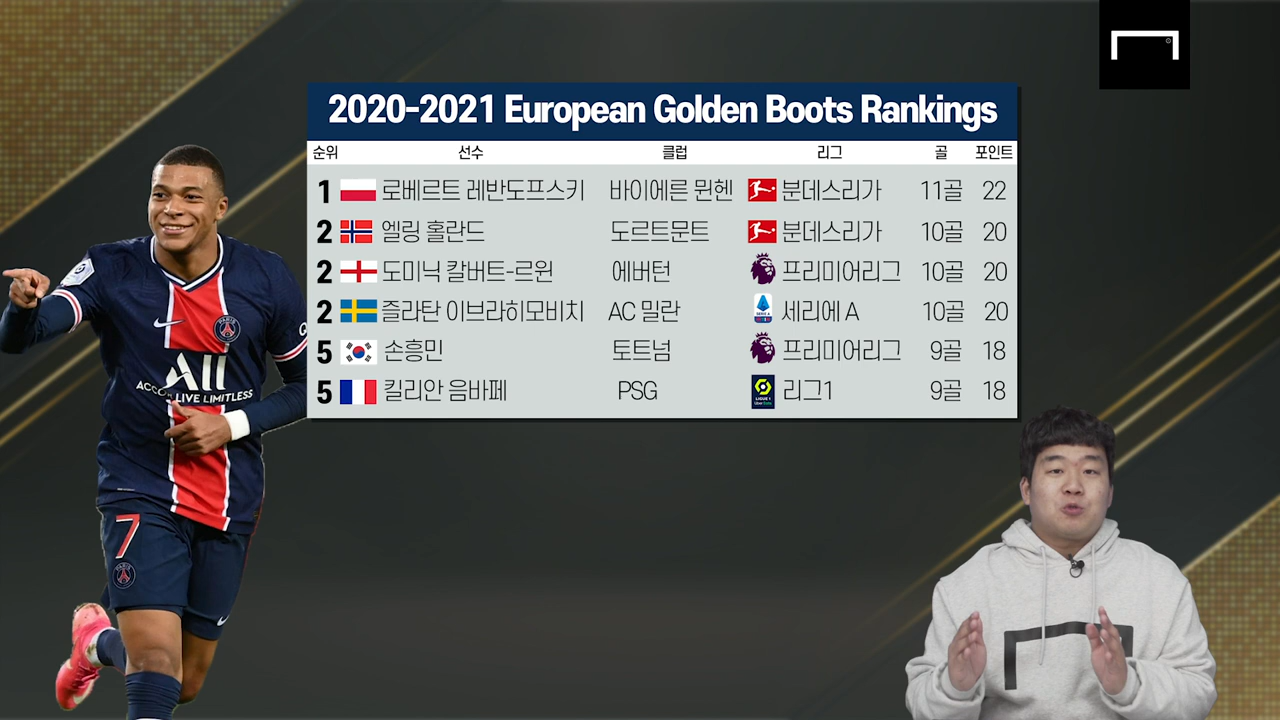 2020-2021 European Golden Boots Rankings
순위 선수 클럽 리그 골 포인트
1 로베르트 레반도프스키 바이에른 뮌헨 분데스리가 11골 22
2 엘링 홀란드 도르트문트 분데스리가 10골 20
2 도미닉 칼버트-르윈 에버턴 프리미어리그 10골 20
2 즐라탄 이브라히모비치 AC 밀란 세리에 A 10골 20
5 손흥민 토트넘 프리미어리그 9골 18
5 킬리안 음바페 PSG 리그1 9골 18
ALL
ACCOR LIVE LIMITLESS
7